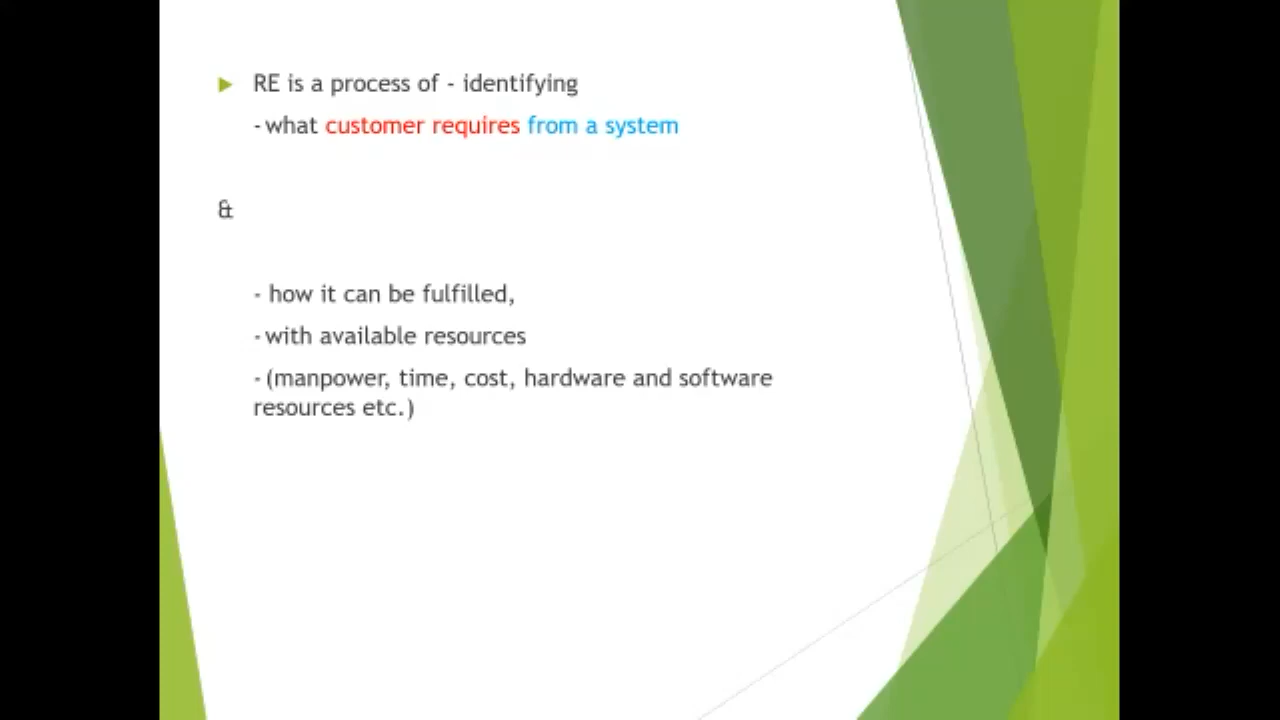 RE is a process of - identifying
- what customer requires from a system
&
- how it can be fulfilled,
- with available resources
- (manpower, time, cost, hardware and software
resources etc.)